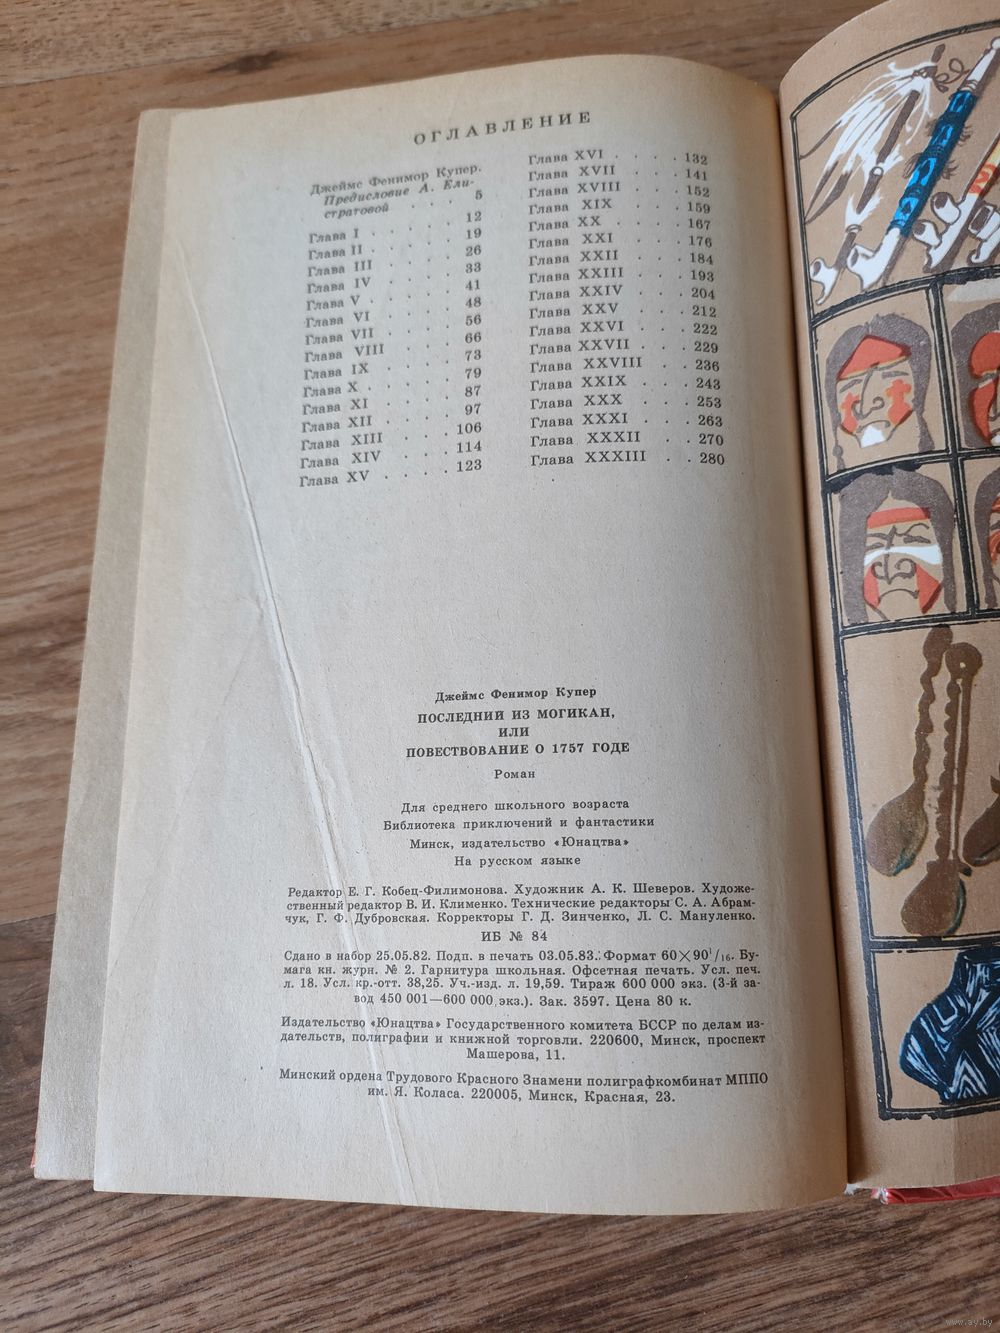 ОГЛАВЛЕНИЕ
Джеймс Фенимор Купер.
Предисловие А. Ели-
стратовой . . . . 5
Глава I . . . . . 12
Глава II . . . . . 19
Глава III . . . . 26
Глава IV . . . . 33
Глава V . . . . . 41
Глава VI . . . . 48
Глава VII . . . . 56
Глава VIII . . . . 66
Глава IX . . . . 73
Глава X . . . . . 79
Глава XI . . . . 87
Глава XII . . . . 97
Глава XIII . . . 106
Глава XIV . . . 114
Глава XV . . . . 123
Глава XVI . . . . 132
Глава XVII . . . 141
Глава XVIII . . . 152
Глава XIX . . . 159
Глава XX . . . . 167
Глава XXI . . . 176
Глава XXII . . . 184
Глава XXIII . . . 193
Глава XXIV . . . 204
Глава XXV . . . 212
Глава XXVI . . . 222
Глава XXVII . . . 229
Глава XXVIII . . 236
Глава XXIX . . . 243
Глава XXX . . . 253
Глава XXXI . . . 263
Глава XXXII . . 270
Глава XXXIII . . 280
Джеймс Фенимор Купер
ПОСЛЕДНИЙ ИЗ МОГИКАН,
ИЛИ
ПОВЕСТВОВАНИЕ О 1757 ГОДЕ
Роман
Для среднего школьного возраста
Библиотека приключений и фантастики
Минск, издательство «Юнацтва»
На русском языке
Редактор Е. Г. Кобец-Филимонова. Художник А. К. Шеверов. Художе-
ственный редактор В. И. Клименко. Технические редакторы С. А. Абрам-
чук, Г. Ф. Дубровская. Корректоры Г. Д. Зинченко, Л. С. Мануленко.
ИБ № 84
Сдано в набор 25.05.82. Подп. в печать 03.05.83. Формат 60×90¹/₁₆. Бу-
мага кн. журн. № 2. Гарнитура школьная. Офсетная печать. Усл. печ.
л. 18. Усл. кр.-отт. 38,25. Уч.-изд. л. 19,59. Тираж 600 000 экз. (3-й за-
вод 450 001—600 000 экз.). Зак. 3597. Цена 80 к.
Издательство «Юнацтва» Государственного комитета БССР по делам из-
дательств, полиграфии и книжной торговли. 220600, Минск, проспект
Машерова, 11.
Минский ордена Трудового Красного Знамени полиграфкомбинат МППО
им. Я. Коласа. 220005, Минск, Красная, 23.
www.ay.by